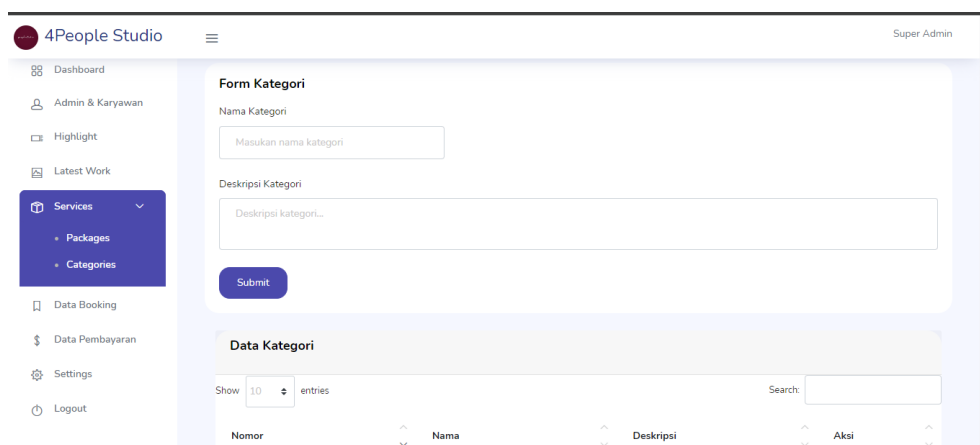 4People Studio
Super Admin
Dashboard
Admin & Karyawan
Highlight
Latest Work
Services
Packages
Categories
Data Booking
Data Pembayaran
Settings
Logout
Form Kategori
Nama Kategori
Masukan nama kategori
Deskripsi Kategori
Deskripsi kategori...
Submit
Data Kategori
Show 10 entries
Search:
Nomor Nama Deskripsi Aksi